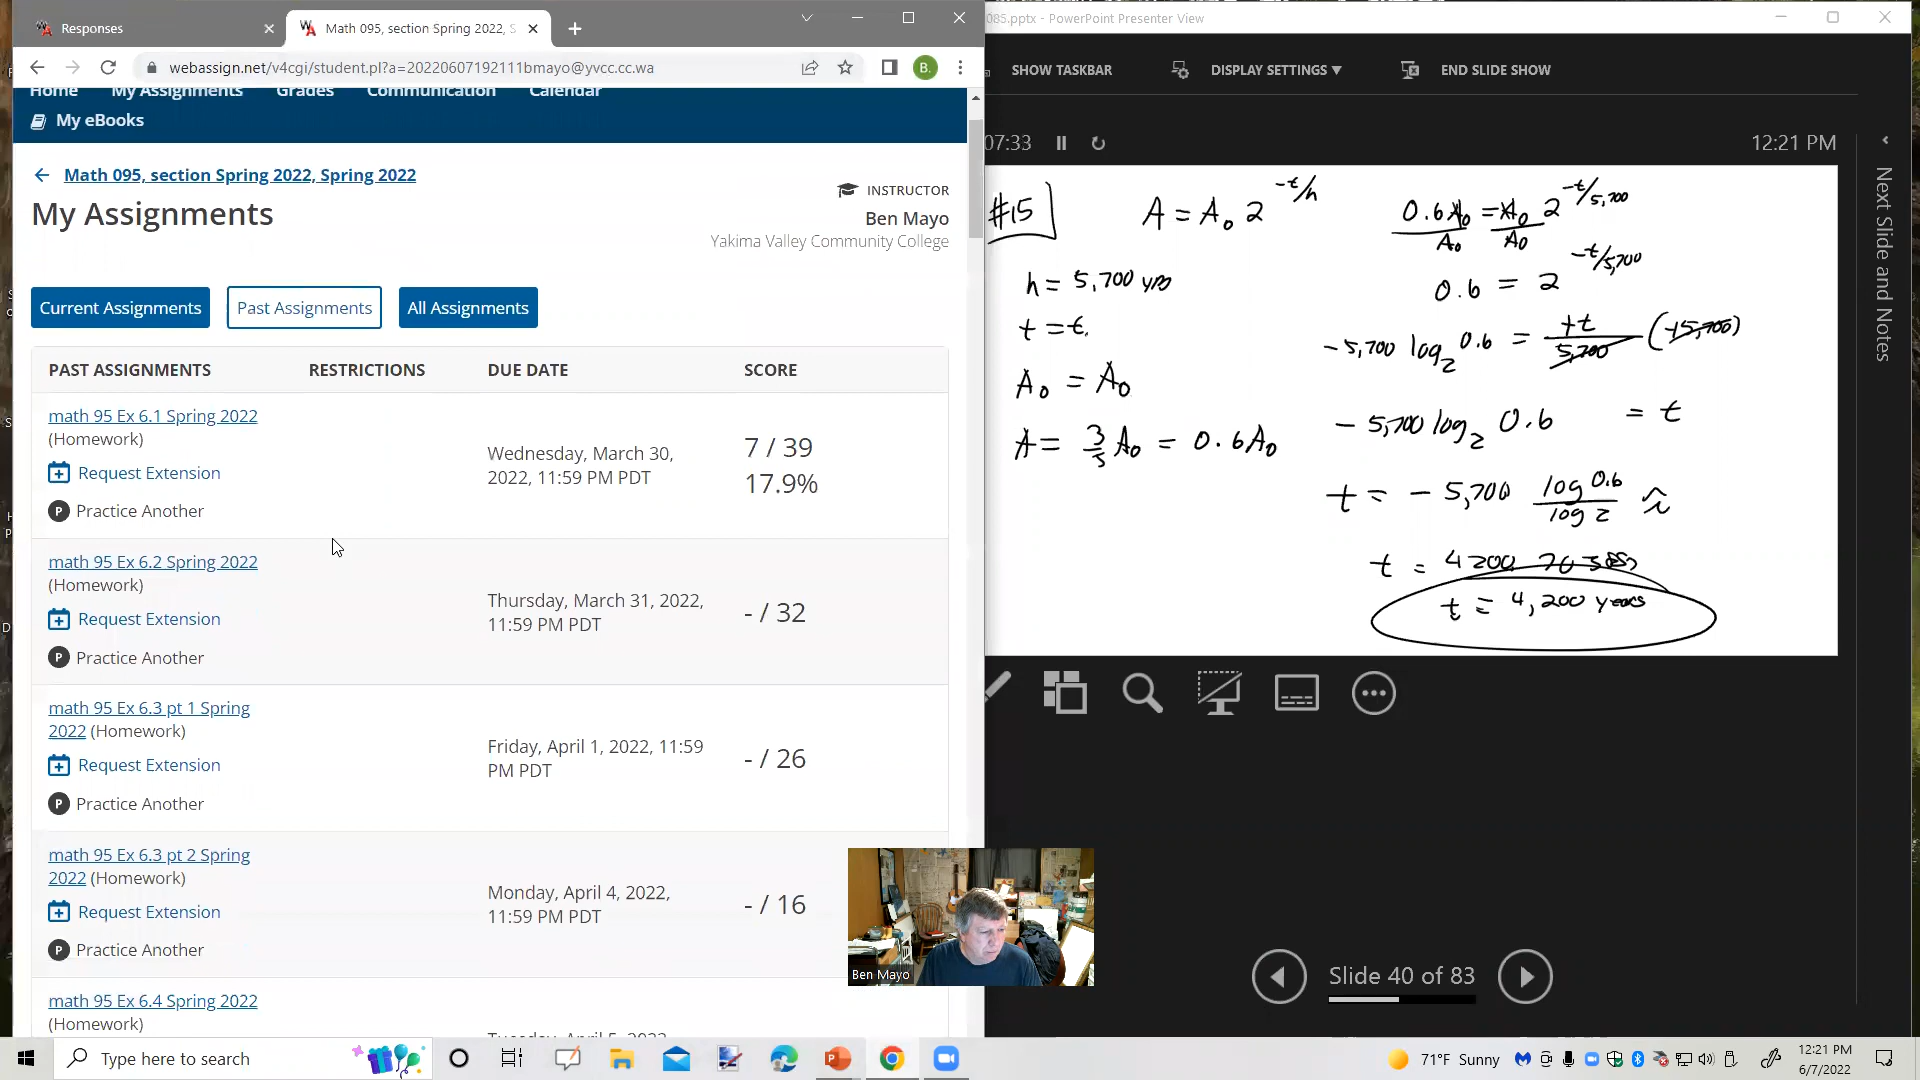 Responses
Math 095, section Spring 2022, S
webassign.net/v4cgi/student.pl?a=20220607192111bmayo@yvcc.cc.wa
B.
Home My Assignments Grades Communication Calendar
My eBooks
Math 095, section Spring 2022, Spring 2022
My Assignments
INSTRUCTOR
Ben Mayo
Yakima Valley Community College
Current Assignments Past Assignments All Assignments
PAST ASSIGNMENTS RESTRICTIONS DUE DATE SCORE
math 95 Ex 6.1 Spring 2022
(Homework)
Request Extension
P Practice Another
Wednesday, March 30,
2022, 11:59 PM PDT
7 / 39
17.9%
math 95 Ex 6.2 Spring 2022
(Homework)
Request Extension
P Practice Another
Thursday, March 31, 2022,
11:59 PM PDT
- / 32
math 95 Ex 6.3 pt 1 Spring
2022 (Homework)
Request Extension
P Practice Another
Friday, April 1, 2022, 11:59
PM PDT
- / 26
math 95 Ex 6.3 pt 2 Spring
2022 (Homework)
Request Extension
P Practice Another
Monday, April 4, 2022,
11:59 PM PDT
- / 16
math 95 Ex 6.4 Spring 2022
(Homework)
085.pptx - PowerPoint Presenter View
SHOW TASKBAR DISPLAY SETTINGS ▼ END SLIDE SHOW
07:33
12:21 PM
#15
A = A₀ 2^(-t/h)
h = 5,700 yrs
t = t
A₀ = A₀
A = 3/5 A₀ = 0.6A₀
0.6A₀/A₀ = A₀/A₀ 2^(-t/5,700)
0.6 = 2^(-t/5,700)
-5,700 log₂ 0.6 = +t/5,700 (+5,700)
- 5,700 log₂ 0.6 = t
t = - 5,700 log 0.6 / log 2 ≈
t = 4,200 years
Next Slide and Notes
Slide 40 of 83
Ben Mayo
Type here to search
71°F Sunny
12:21 PM
6/7/2022